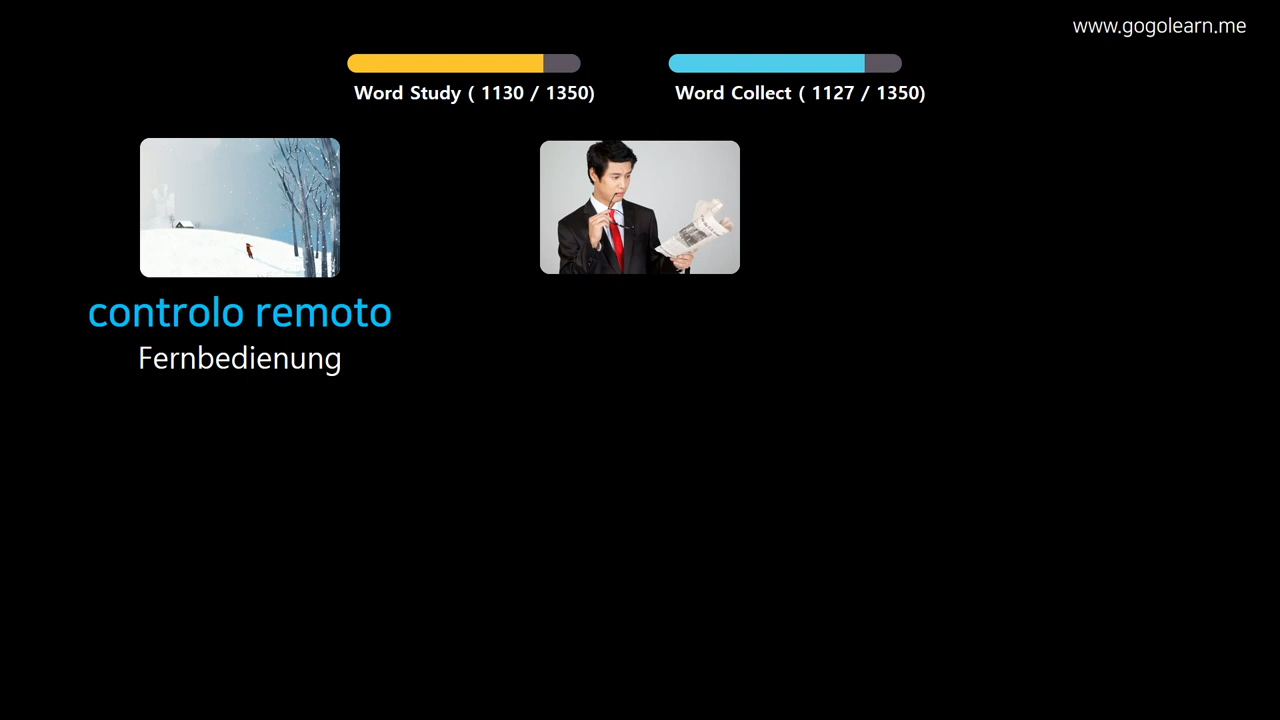 www.gogolearn.me
Word Study ( 1130 / 1350)
Word Collect ( 1127 / 1350)
controlo remoto
Fernbedienung